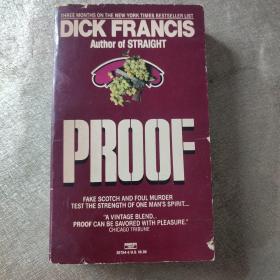 THREE MONTHS ON THE NEW YORK TIMES BESTSELLER LIST
DICK FRANCIS
Author of STRAIGHT
PROOF
FAKE SCOTCH AND FOUL MURDER
TEST THE STRENGTH OF ONE MAN'S SPIRIT...
"A VINTAGE BLEND...
PROOF CAN BE SAVORED WITH PLEASURE."
CHICAGO TRIBUNE